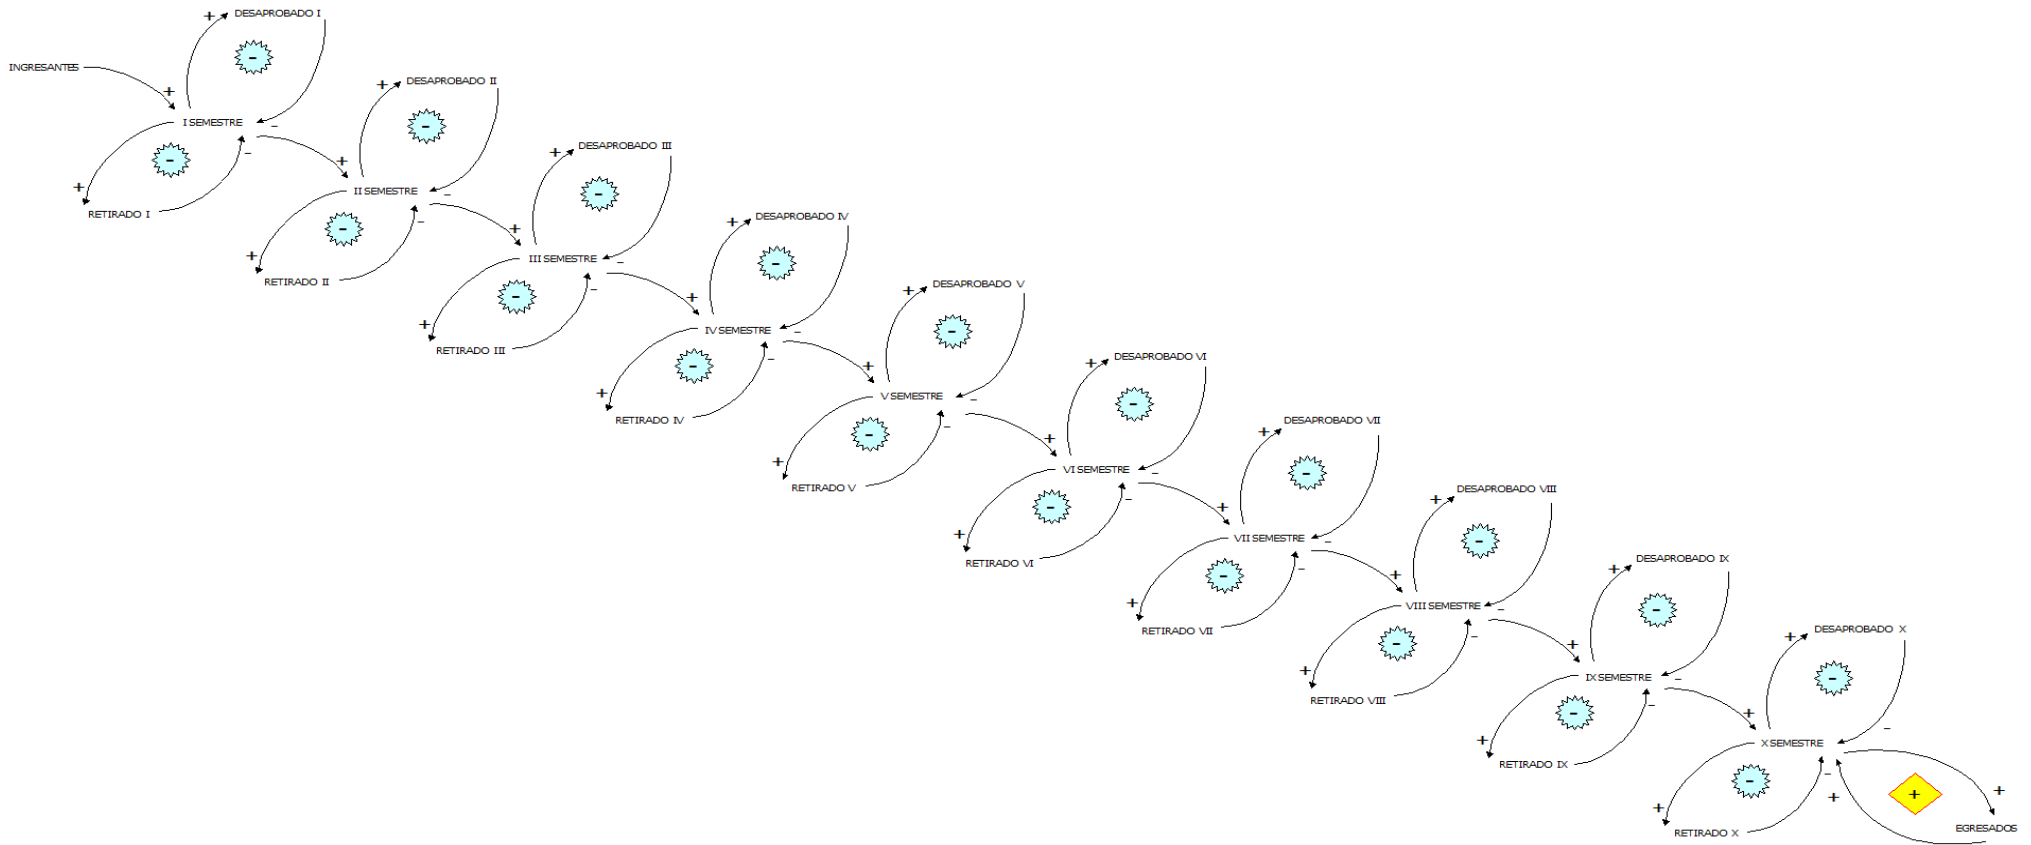 DESAPROBADO I
INGRESANTES
I SEMESTRE
RETIRADO I
DESAPROBADO II
II SEMESTRE
RETIRADO II
DESAPROBADO III
III SEMESTRE
RETIRADO III
DESAPROBADO IV
IV SEMESTRE
RETIRADO IV
DESAPROBADO V
V SEMESTRE
RETIRADO V
DESAPROBADO VI
VI SEMESTRE
RETIRADO VI
DESAPROBADO VII
VII SEMESTRE
RETIRADO VII
DESAPROBADO VIII
VIII SEMESTRE
RETIRADO VIII
DESAPROBADO IX
IX SEMESTRE
RETIRADO IX
DESAPROBADO X
X SEMESTRE
RETIRADO X
EGRESADOS